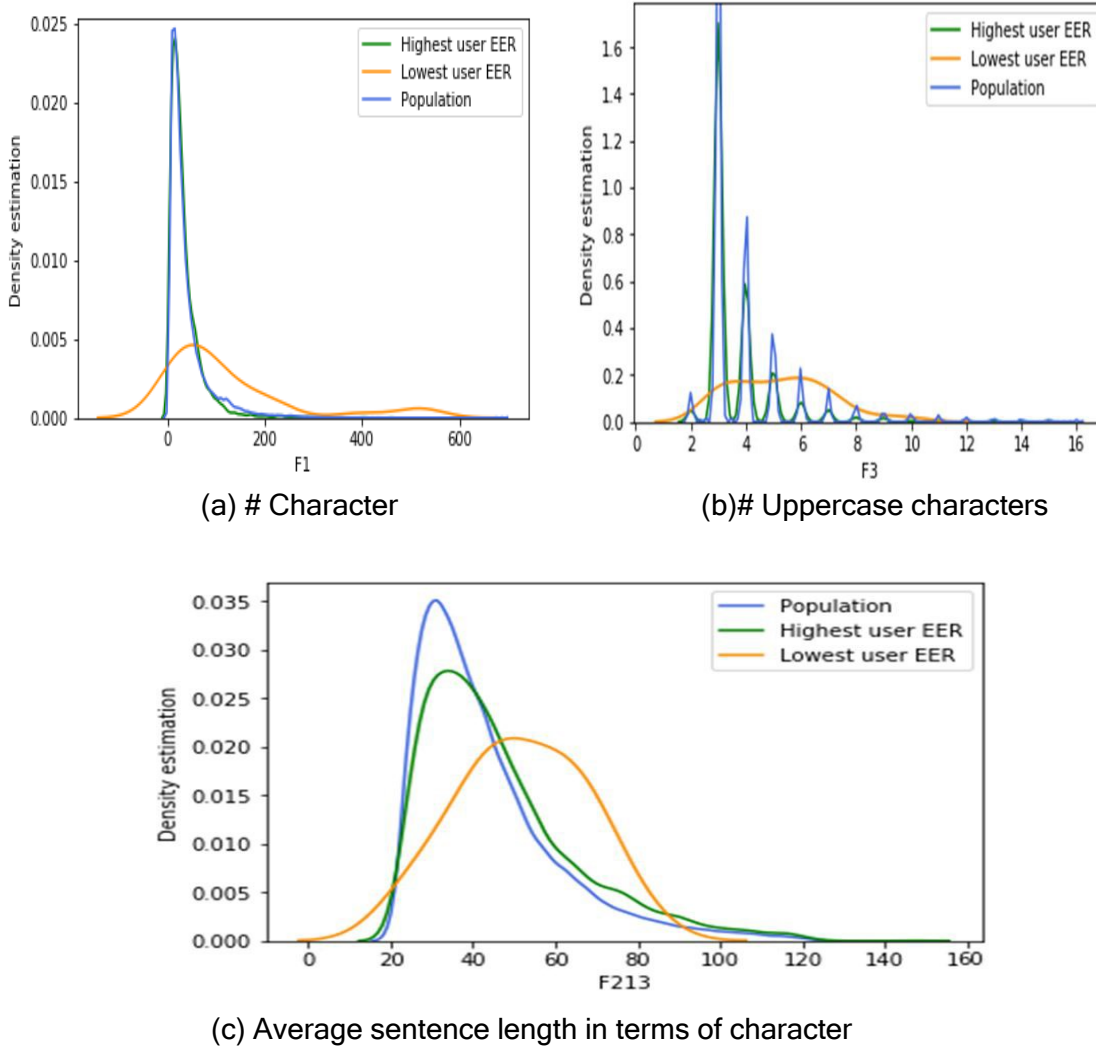 0.025
0.020
0.015
0.010
0.005
0.000
Density estimation
Highest user EER
Lowest user EER
Population
0 200 400 600
F1
(a) # Character
1.6
1.4
1.2
1.0
0.8
0.6
0.4
0.2
0.0
Density estimation
Highest user EER
Lowest user EER
Population
2 4 6 8 10 12 14 16
F3
(b)# Uppercase characters
0.035
0.030
0.025
0.020
0.015
0.010
0.005
0.000
Density estimation
Population
Highest user EER
Lowest user EER
0 20 40 60 80 100 120 140 160
F213
(c) Average sentence length in terms of character